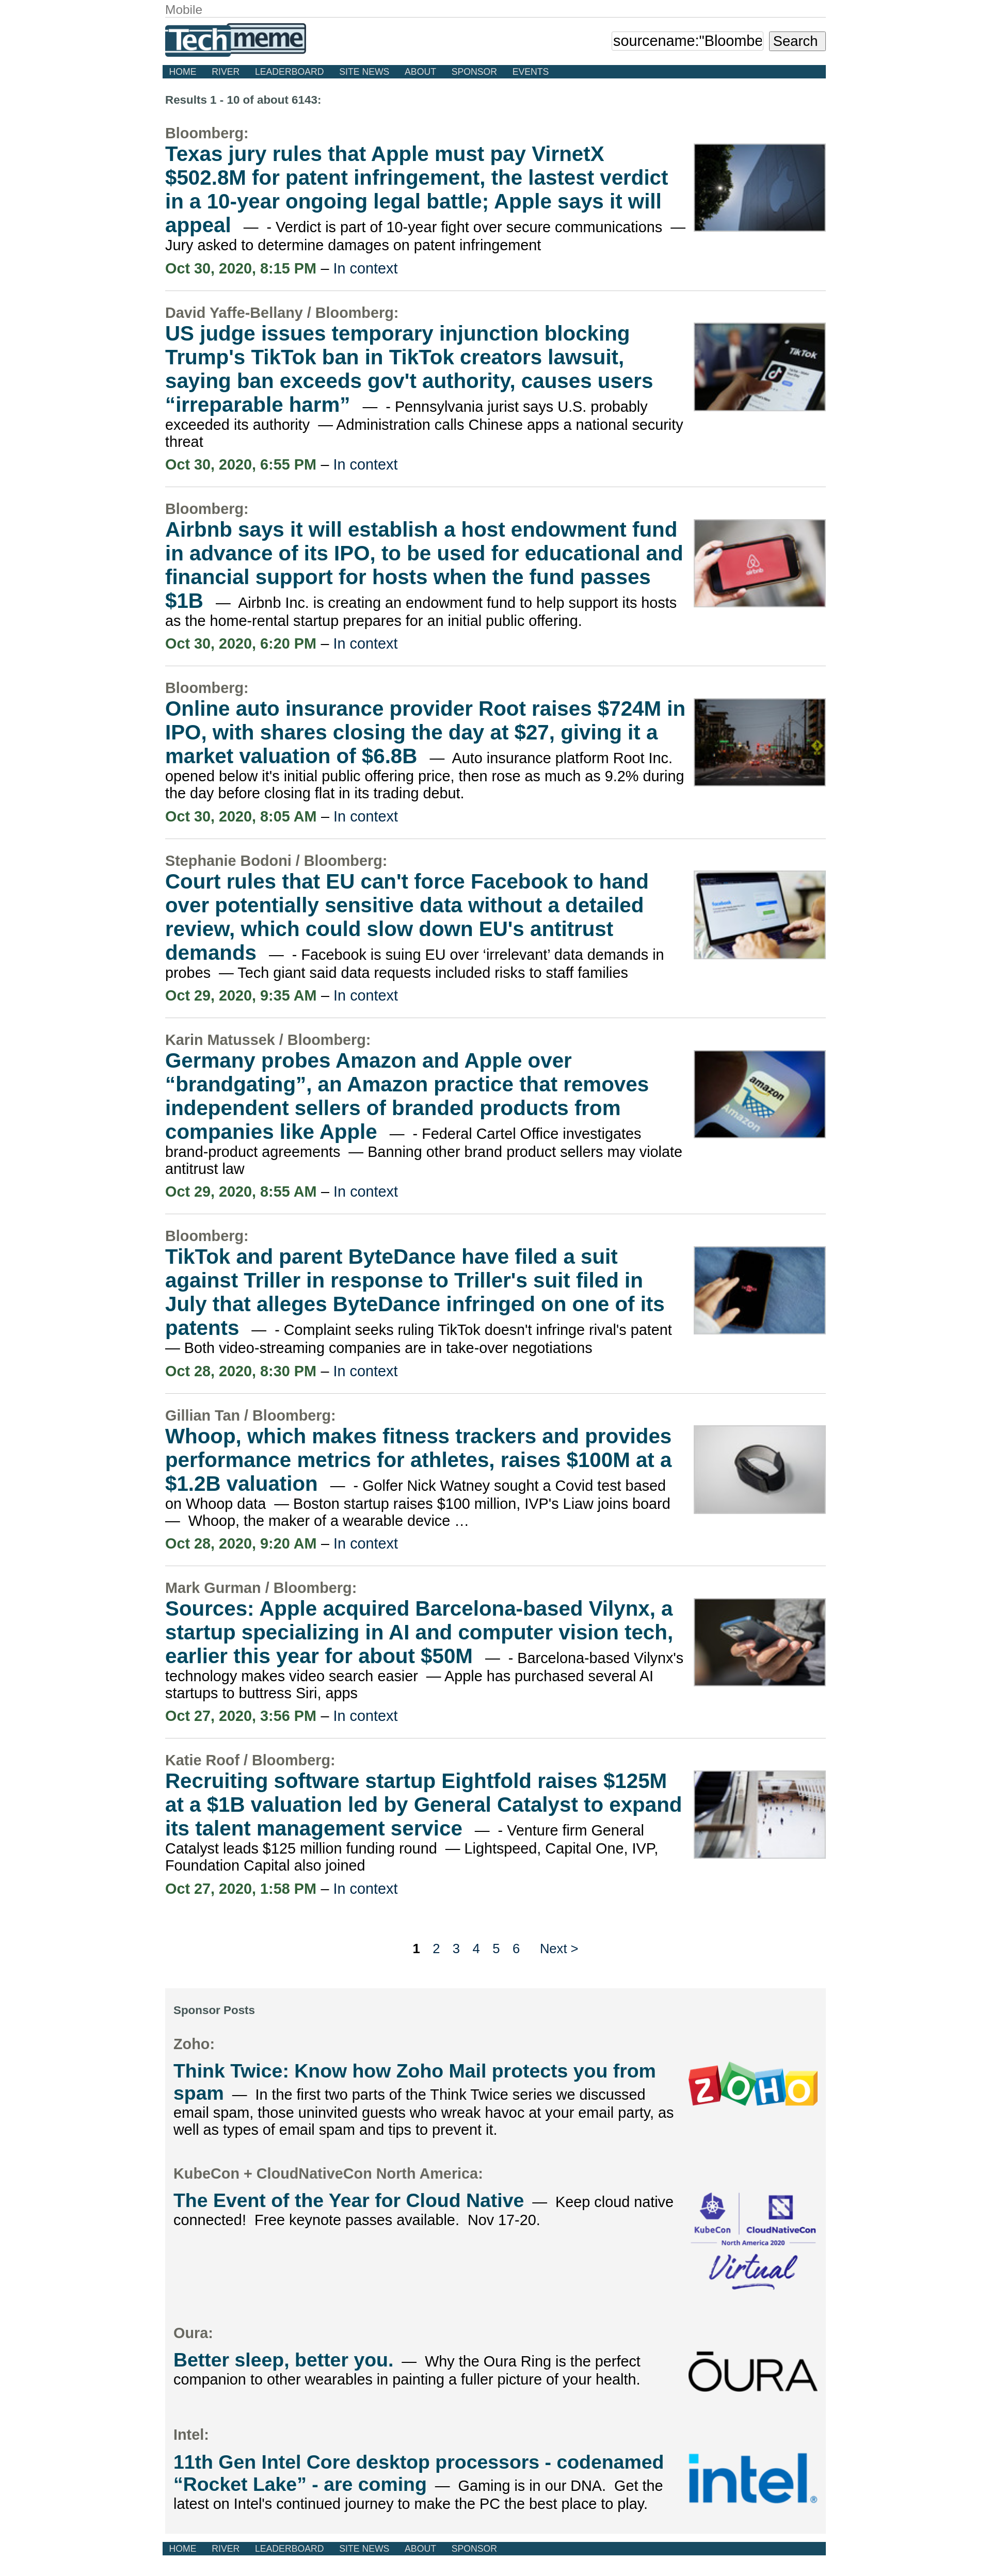 Mobile
Techmeme
sourcename:"Bloombe
Search
HOME RIVER LEADERBOARD SITE NEWS ABOUT SPONSOR EVENTS
Results 1 - 10 of about 6143:
Bloomberg:
Texas jury rules that Apple must pay VirnetX
$502.8M for patent infringement, the lastest verdict
in a 10-year ongoing legal battle; Apple says it will
appeal — - Verdict is part of 10-year fight over secure communications —
Jury asked to determine damages on patent infringement
Oct 30, 2020, 8:15 PM – In context
David Yaffe-Bellany / Bloomberg:
US judge issues temporary injunction blocking
Trump's TikTok ban in TikTok creators lawsuit,
saying ban exceeds gov't authority, causes users
“irreparable harm” — - Pennsylvania jurist says U.S. probably
exceeded its authority — Administration calls Chinese apps a national security
threat
Oct 30, 2020, 6:55 PM – In context
TikTok
Bloomberg:
Airbnb says it will establish a host endowment fund
in advance of its IPO, to be used for educational and
financial support for hosts when the fund passes
$1B — Airbnb Inc. is creating an endowment fund to help support its hosts
as the home-rental startup prepares for an initial public offering.
Oct 30, 2020, 6:20 PM – In context
airbnb
Bloomberg:
Online auto insurance provider Root raises $724M in
IPO, with shares closing the day at $27, giving it a
market valuation of $6.8B — Auto insurance platform Root Inc.
opened below it's initial public offering price, then rose as much as 9.2% during
the day before closing flat in its trading debut.
Oct 30, 2020, 8:05 AM – In context
Stephanie Bodoni / Bloomberg:
Court rules that EU can't force Facebook to hand
over potentially sensitive data without a detailed
review, which could slow down EU's antitrust
demands — - Facebook is suing EU over ‘irrelevant’ data demands in
probes — Tech giant said data requests included risks to staff families
Oct 29, 2020, 9:35 AM – In context
facebook
Karin Matussek / Bloomberg:
Germany probes Amazon and Apple over
“brandgating”, an Amazon practice that removes
independent sellers of branded products from
companies like Apple — - Federal Cartel Office investigates
brand-product agreements — Banning other brand product sellers may violate
antitrust law
Oct 29, 2020, 8:55 AM – In context
amazon
Amazon
Bloomberg:
TikTok and parent ByteDance have filed a suit
against Triller in response to Triller's suit filed in
July that alleges ByteDance infringed on one of its
patents — - Complaint seeks ruling TikTok doesn't infringe rival's patent
— Both video-streaming companies are in take-over negotiations
Oct 28, 2020, 8:30 PM – In context
Gillian Tan / Bloomberg:
Whoop, which makes fitness trackers and provides
performance metrics for athletes, raises $100M at a
$1.2B valuation — - Golfer Nick Watney sought a Covid test based
on Whoop data — Boston startup raises $100 million, IVP's Liaw joins board
— Whoop, the maker of a wearable device …
Oct 28, 2020, 9:20 AM – In context
Mark Gurman / Bloomberg:
Sources: Apple acquired Barcelona-based Vilynx, a
startup specializing in AI and computer vision tech,
earlier this year for about $50M — - Barcelona-based Vilynx's
technology makes video search easier — Apple has purchased several AI
startups to buttress Siri, apps
Oct 27, 2020, 3:56 PM – In context
Katie Roof / Bloomberg:
Recruiting software startup Eightfold raises $125M
at a $1B valuation led by General Catalyst to expand
its talent management service — - Venture firm General
Catalyst leads $125 million funding round — Lightspeed, Capital One, IVP,
Foundation Capital also joined
Oct 27, 2020, 1:58 PM – In context
1 2 3 4 5 6 Next >
Sponsor Posts
Zoho:
Think Twice: Know how Zoho Mail protects you from
spam — In the first two parts of the Think Twice series we discussed
email spam, those uninvited guests who wreak havoc at your email party, as
well as types of email spam and tips to prevent it.
ZOHO
KubeCon + CloudNativeCon North America:
The Event of the Year for Cloud Native — Keep cloud native
connected! Free keynote passes available. Nov 17-20.
KubeCon CloudNativeCon
North America 2020
Virtual
Oura:
Better sleep, better you. — Why the Oura Ring is the perfect
companion to other wearables in painting a fuller picture of your health.
ŌURA
Intel:
11th Gen Intel Core desktop processors - codenamed
“Rocket Lake” - are coming — Gaming is in our DNA. Get the
latest on Intel's continued journey to make the PC the best place to play.
intel®
HOME RIVER LEADERBOARD SITE NEWS ABOUT SPONSOR